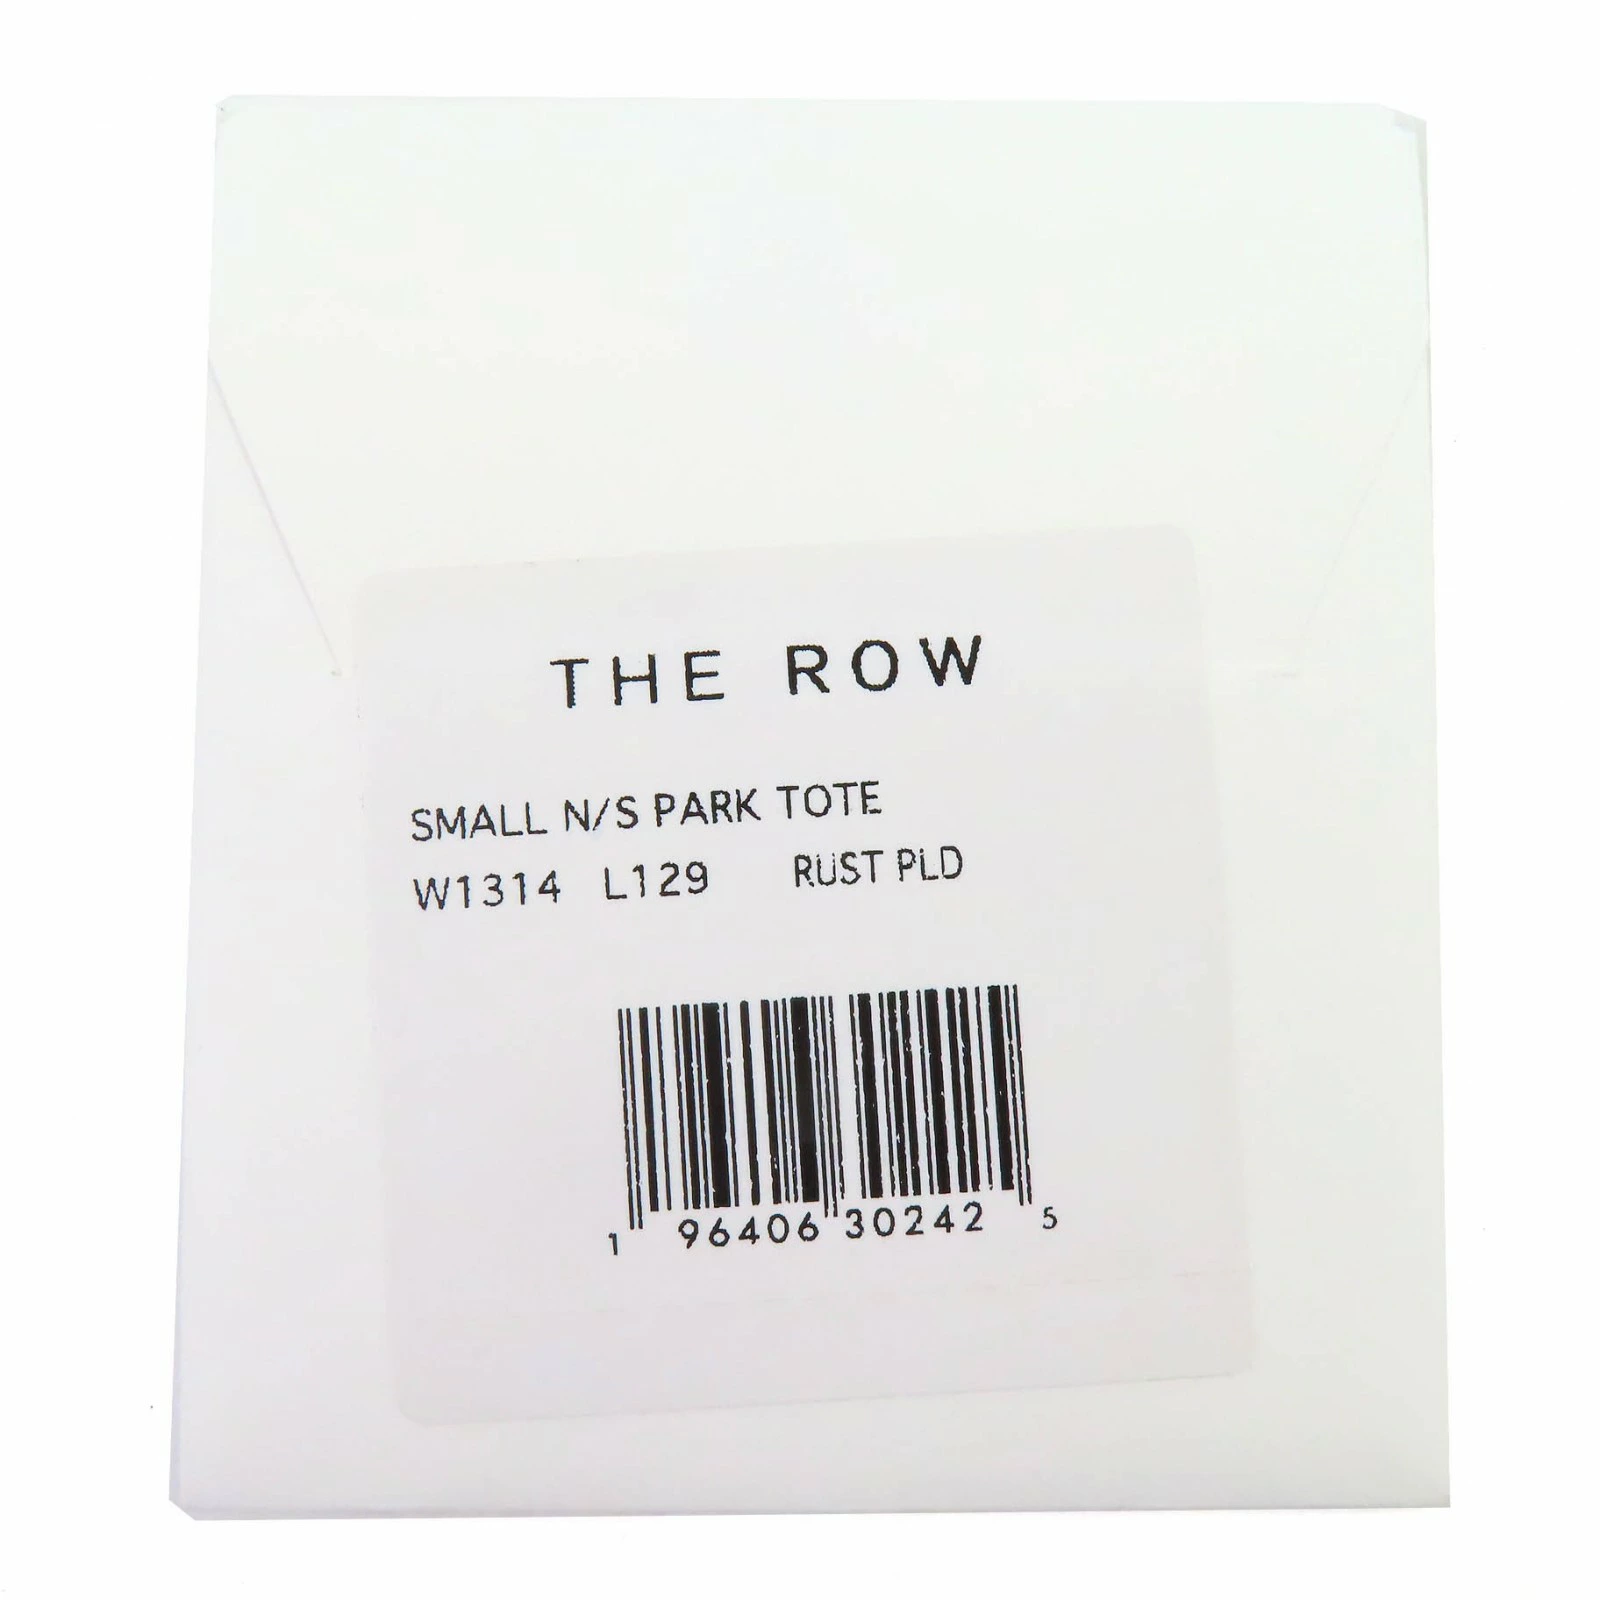 THE ROW
SMALL N/S PARK TOTE
W1314 L129 RUST PLD
1 96406 30242 5